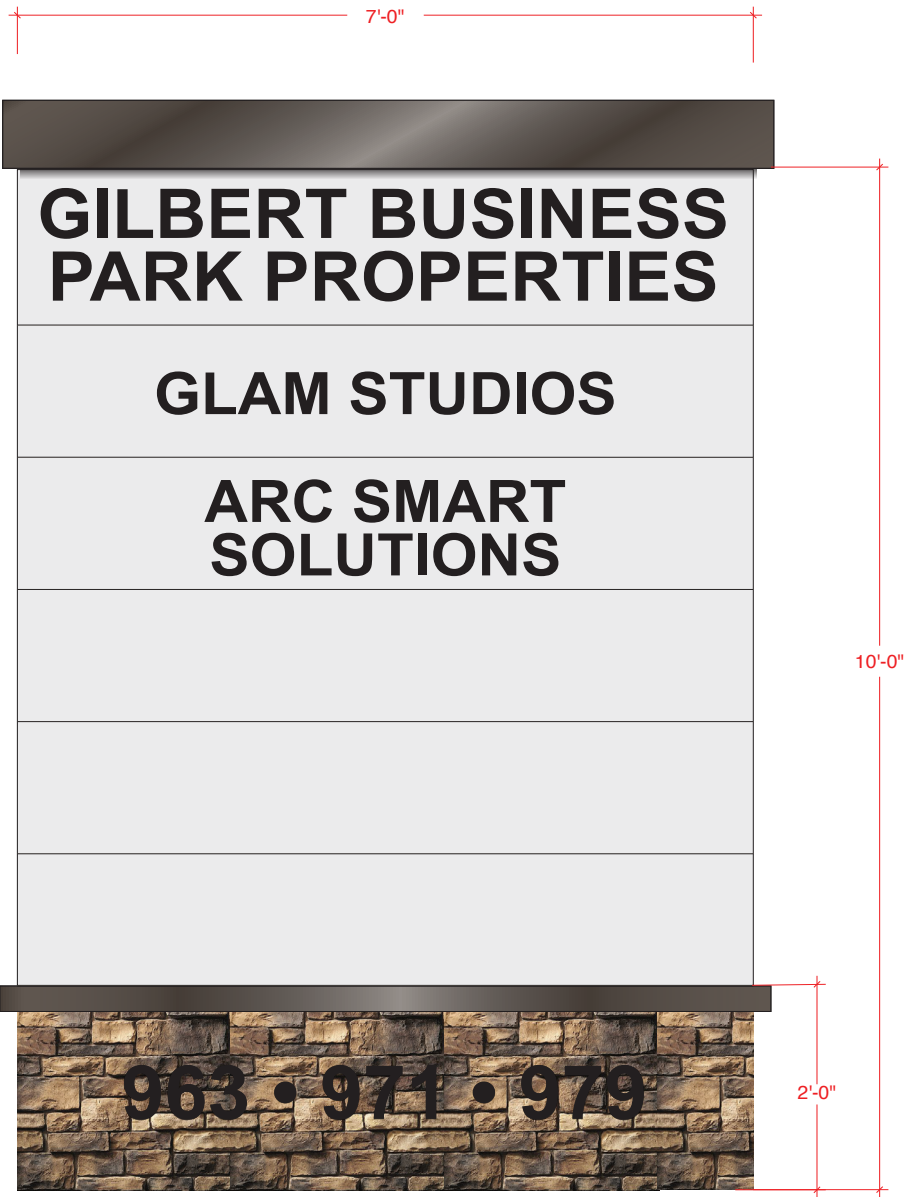 7'-0"
GILBERT BUSINESS
PARK PROPERTIES
GLAM STUDIOS
ARC SMART
SOLUTIONS
10'-0"
963 • 971 • 979
2'-0"